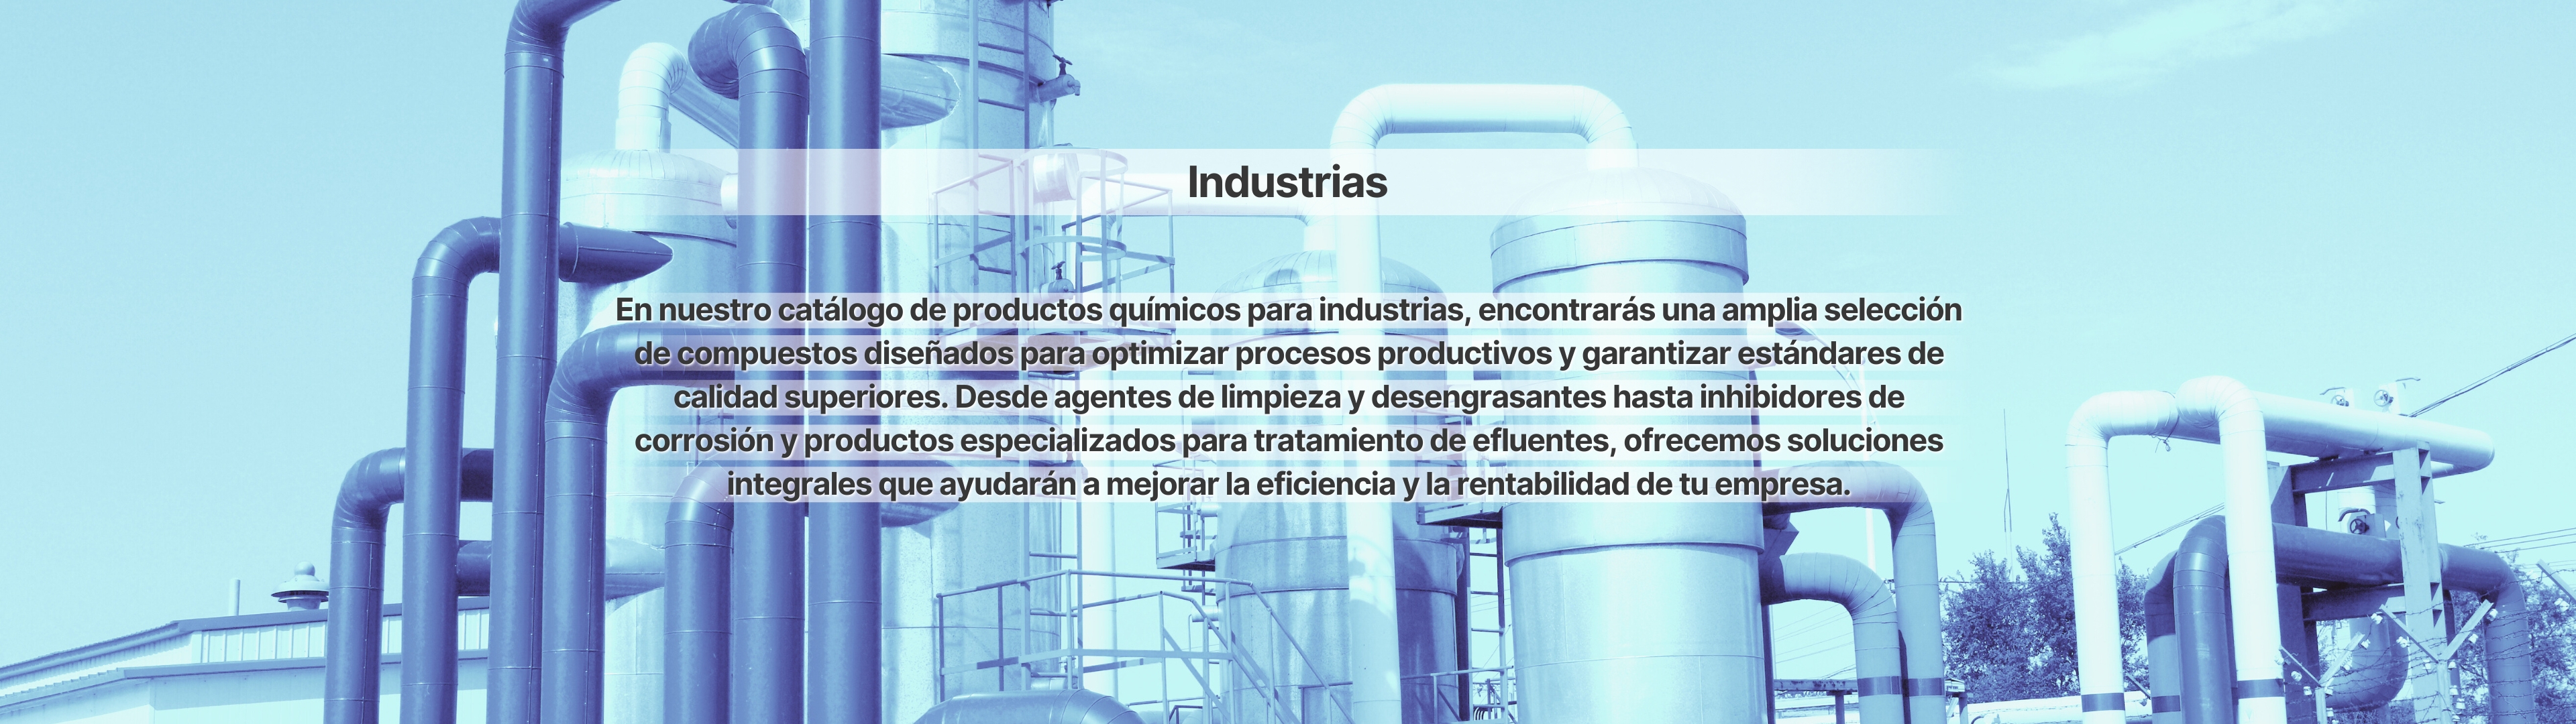 Industrias
En nuestro catálogo de productos químicos para industrias, encontrarás una amplia selección
de compuestos diseñados para optimizar procesos productivos y garantizar estándares de
calidad superiores. Desde agentes de limpieza y desengrasantes hasta inhibidores de
corrosión y productos especializados para tratamiento de efluentes, ofrecemos soluciones
integrales que ayudarán a mejorar la eficiencia y la rentabilidad de tu empresa.